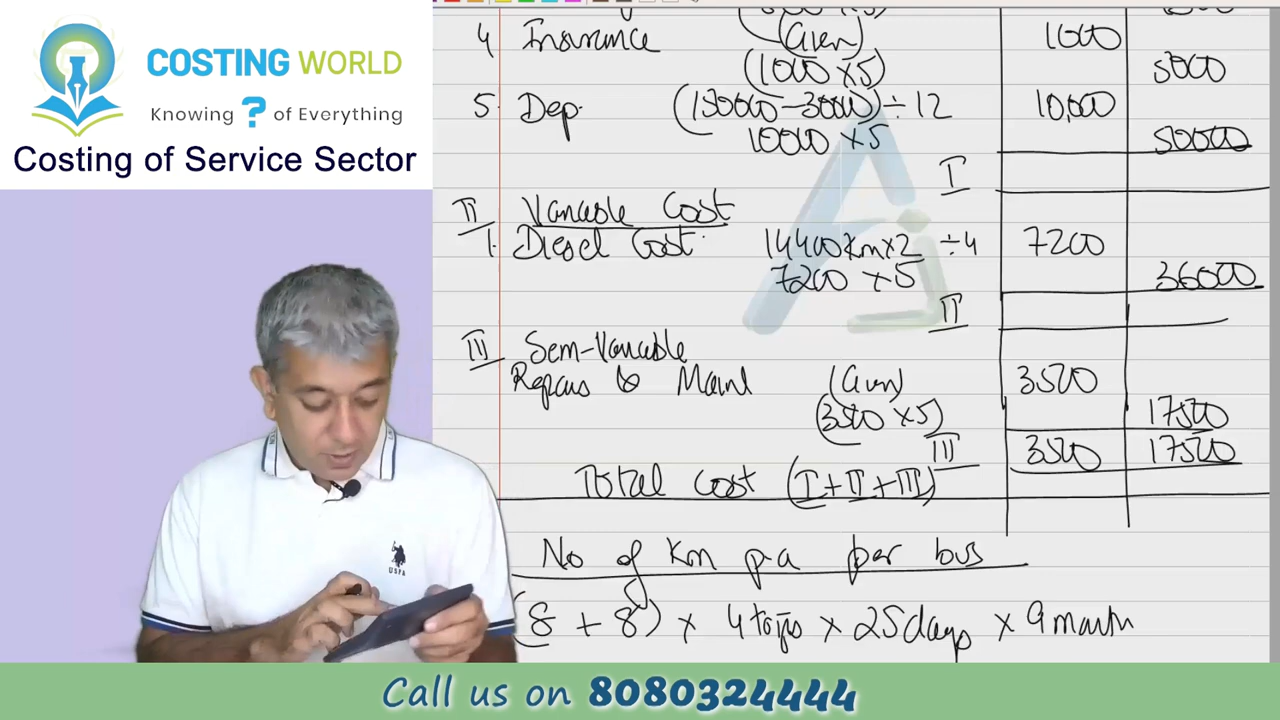 COSTING WORLD
Knowing ? of Everything
Costing of Service Sector
4 Insurance (Given) 1000
(1000 x 5) 5000
5. Dep. (150000 - 30000) ÷ 12 10,000
10000 x 5 50000
I
II Variable Cost
1. Diesel Cost. 14400 km x 2 ÷ 4 7200
7200 x 5 36000
II
III Semi-Variable
Repairs & Maint (Given) 3500
(3500 x 5) 17500
III 3500 17500
Total cost (I + II + III)
No of Km p.a per bus
(8 + 8) x 4 trips x 25 days x 9 month
USPA
Call us on 8080324444